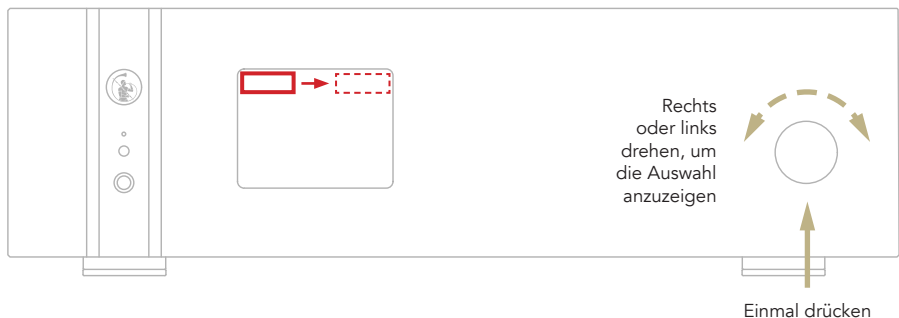 Rechts
oder links
drehen, um
die Auswahl
anzuzeigen
Einmal drücken